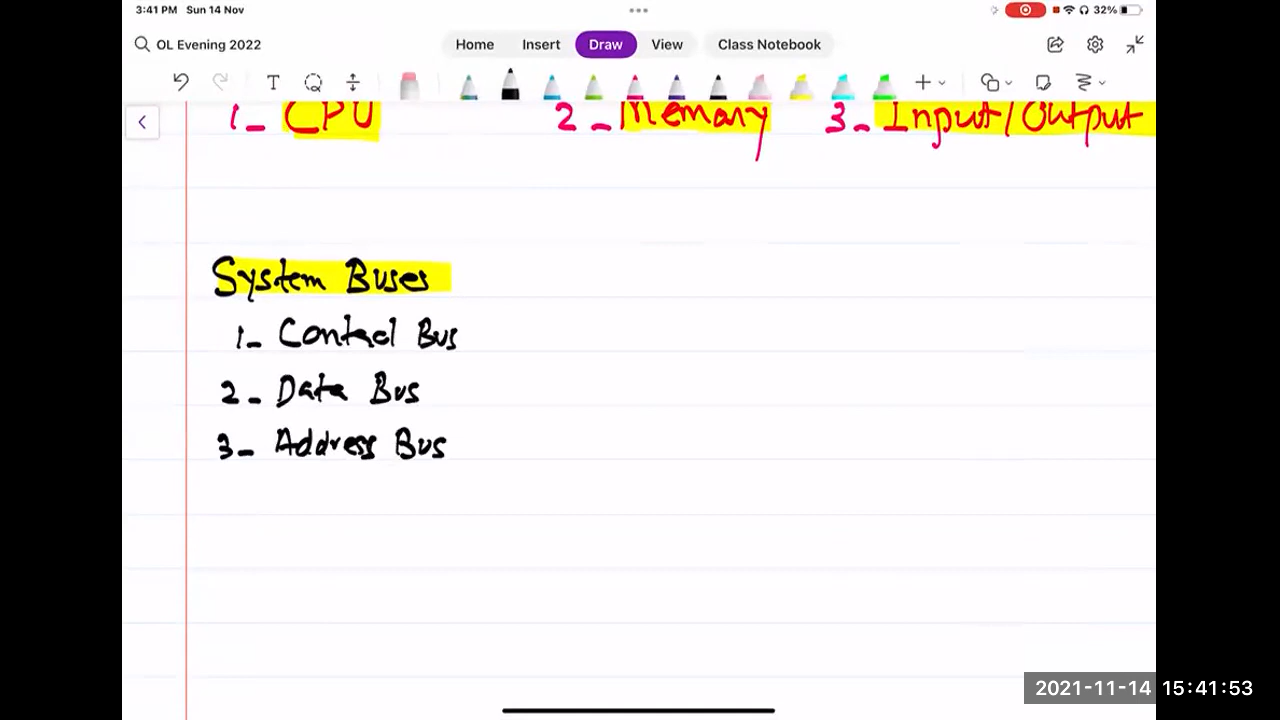 3:41 PM Sun 14 Nov
32%
OL Evening 2022
Home Insert Draw View Class Notebook
1_ CPU 2_ Memory 3_ Input/Output
System Buses
1_ Control Bus
2_ Data Bus
3_ Address Bus
2021-11-14 15:41:53